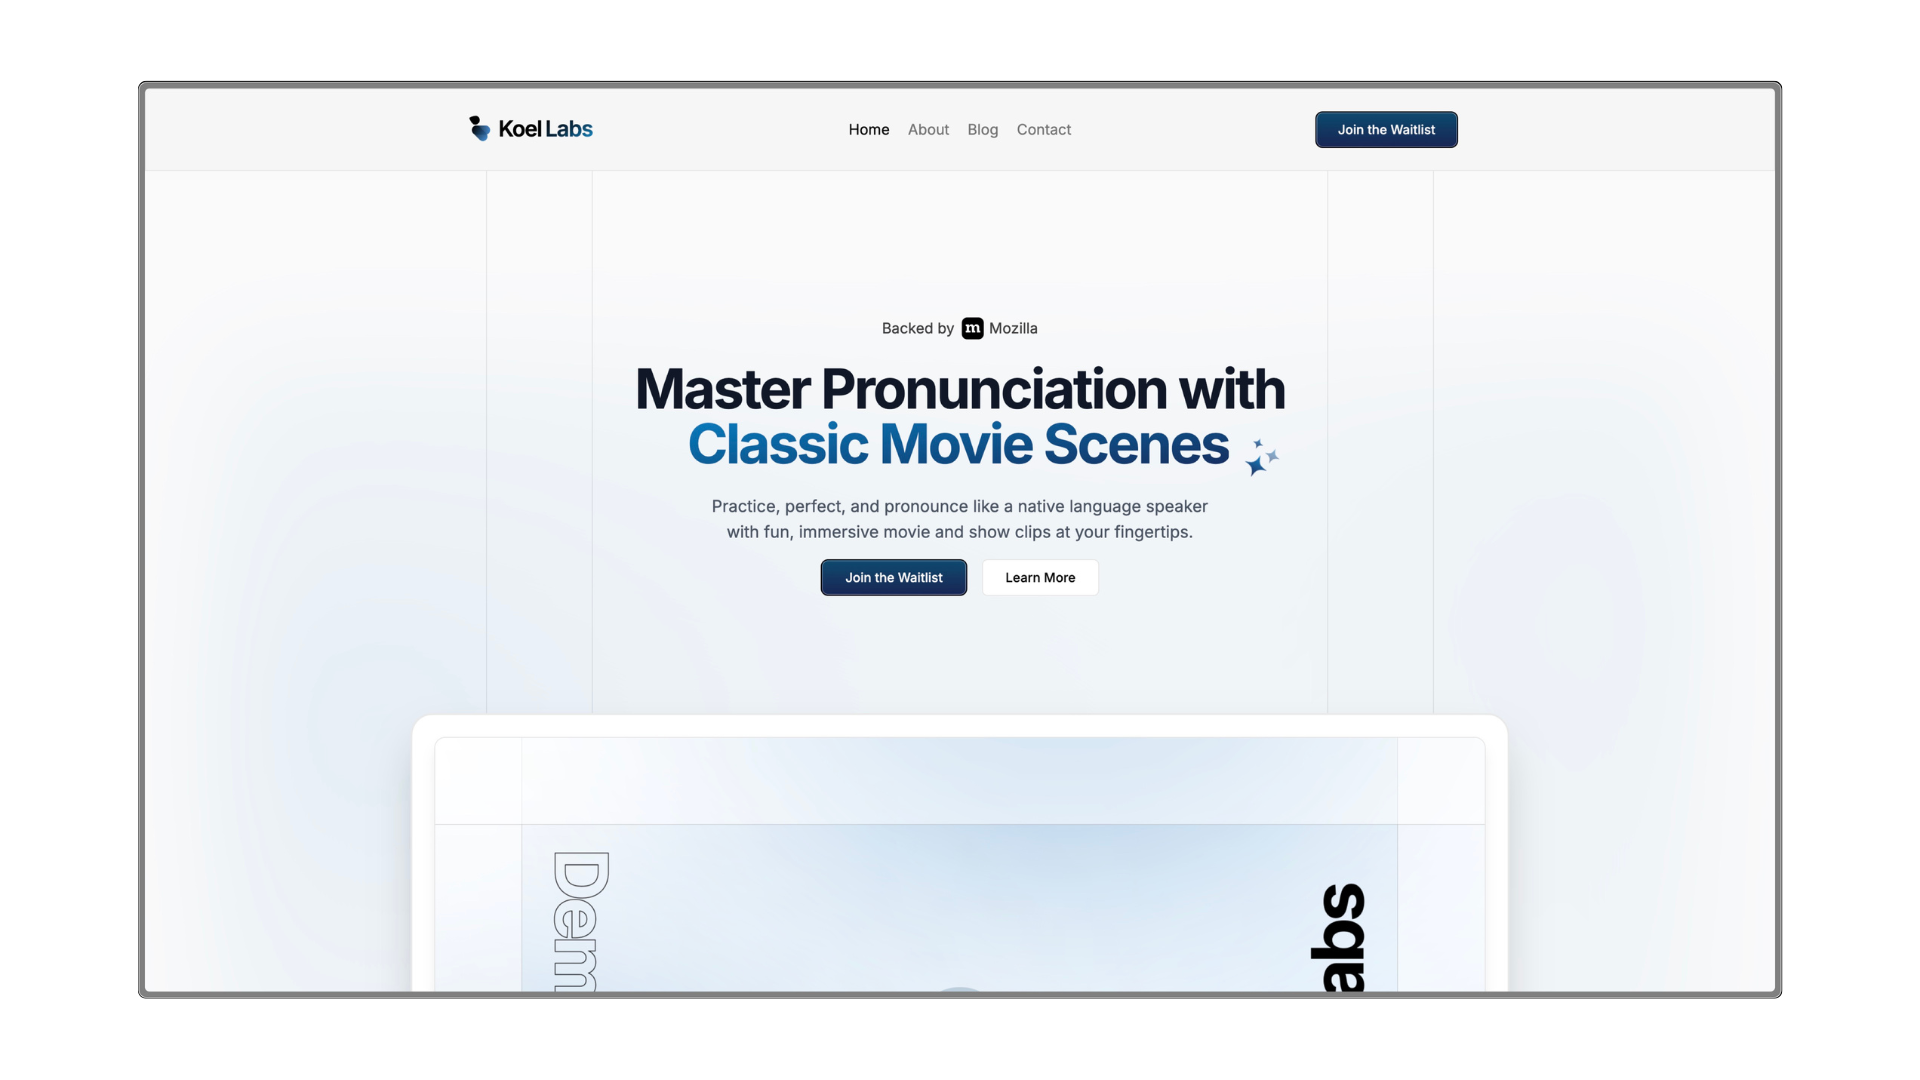 Koel Labs
Home About Blog Contact
Join the Waitlist
Backed by m Mozilla
Master Pronunciation with
Classic Movie Scenes
Practice, perfect, and pronounce like a native language speaker
with fun, immersive movie and show clips at your fingertips.
Join the Waitlist
Learn More
Dem
abs